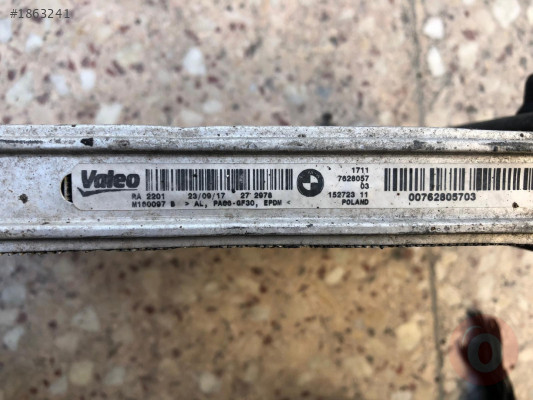 #1863241
Valeo
RA 2201 23/09/17 27 2978
M160097 B > AL, PA66-GF30, EPDM <
1711
7628057
03
152723 11
POLAND
00762805703